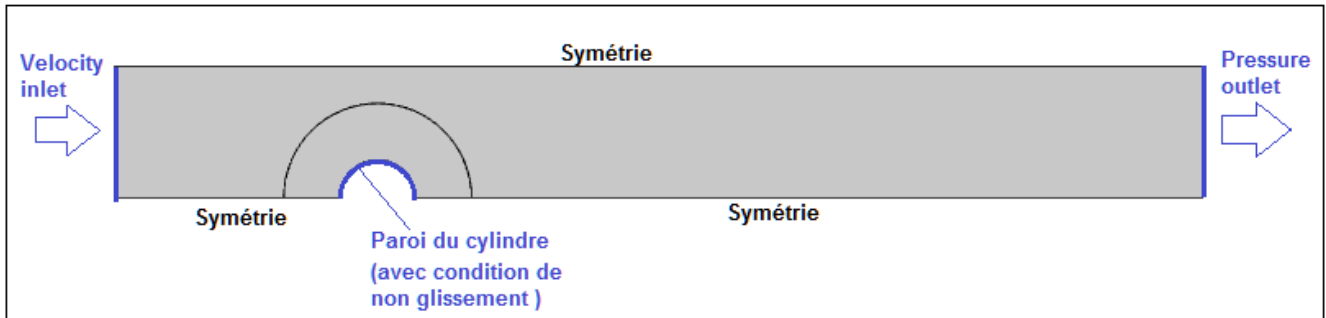 Symétrie
Velocity
inlet
Pressure
outlet
Symétrie
Symétrie
Paroi du cylindre
(avec condition de
non glissement )